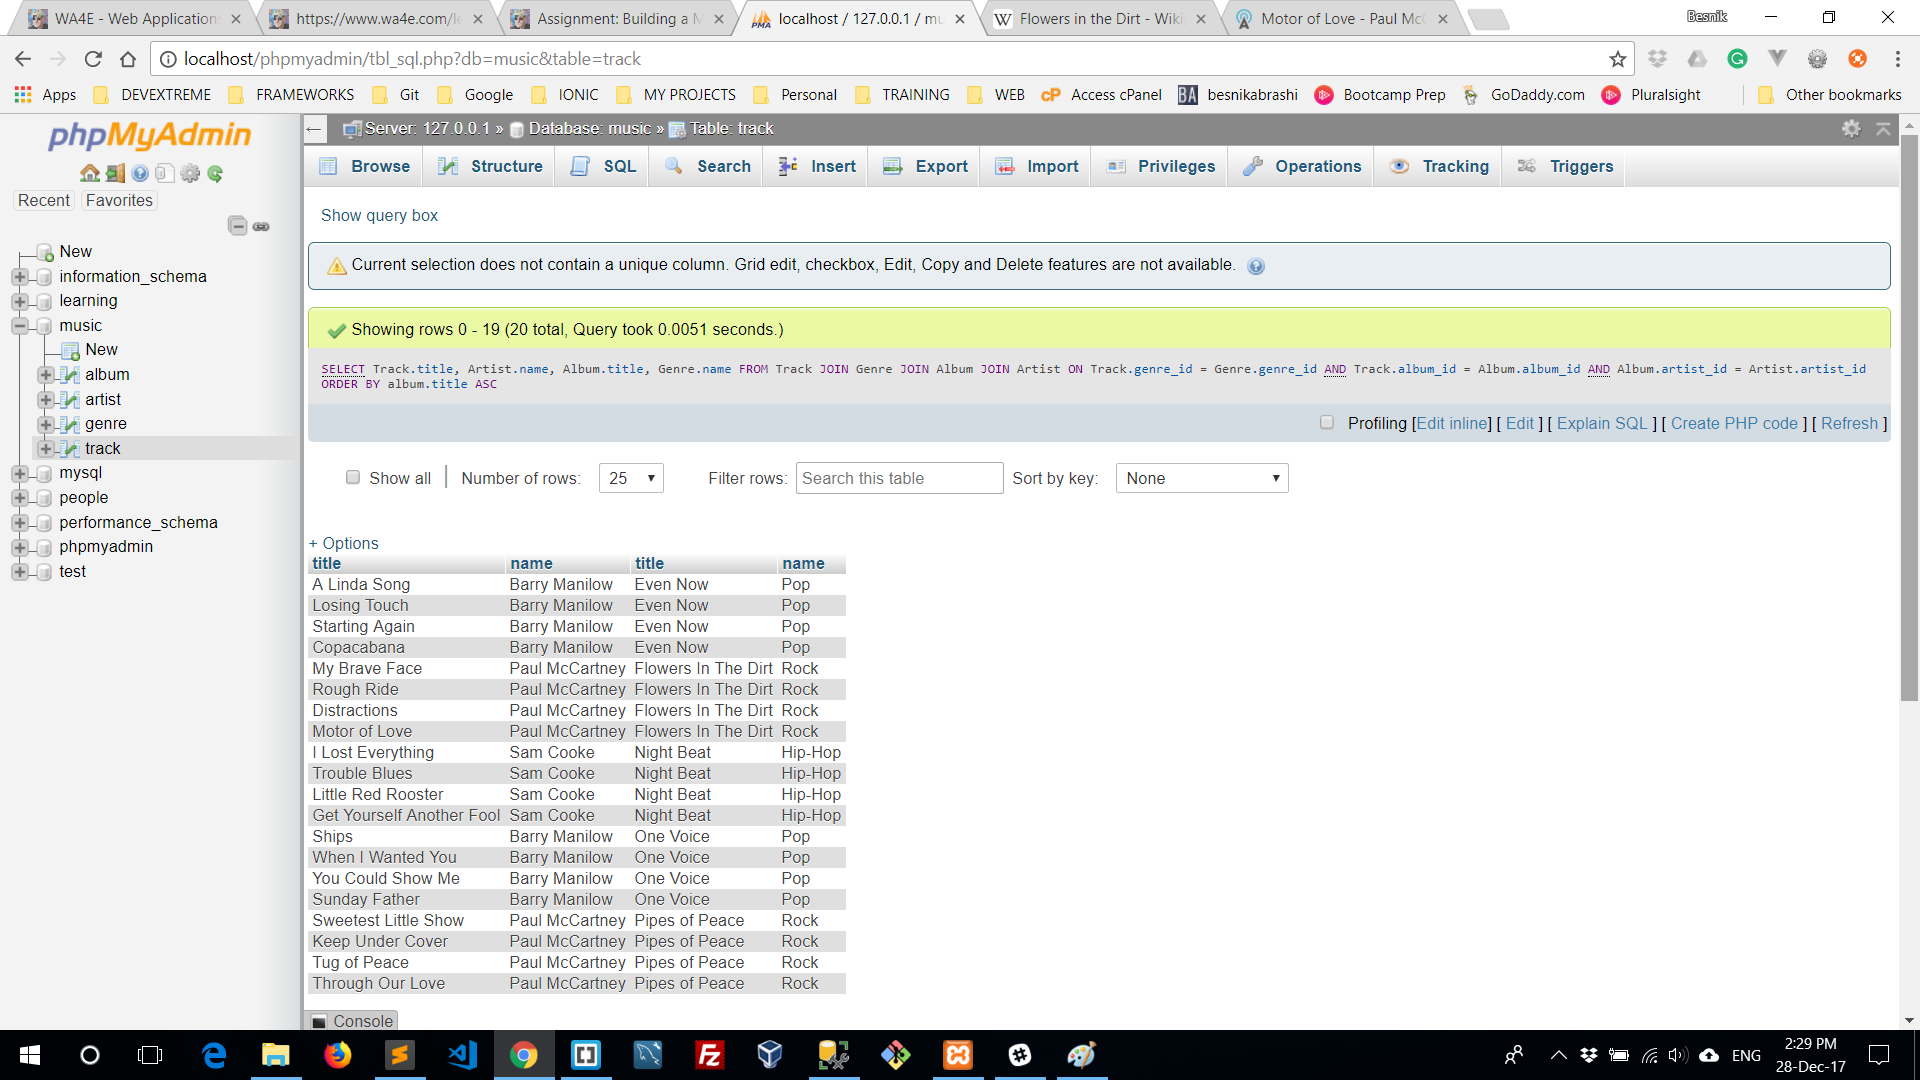 WA4E - Web Applications
https://www.wa4e.com/le
Assignment: Building a M
localhost / 127.0.0.1 / mu
Flowers in the Dirt - Wiki
Motor of Love - Paul McC
Besnik
localhost/phpmyadmin/tbl_sql.php?db=music&table=track
Apps DEVEXTREME FRAMEWORKS Git Google IONIC MY PROJECTS Personal TRAINING WEB cP Access cPanel BA besnikabrashi Bootcamp Prep GoDaddy.com Pluralsight Other bookmarks
phpMyAdmin
Recent Favorites
New
information_schema
learning
music
New
album
artist
genre
track
mysql
people
performance_schema
phpmyadmin
test
Server: 127.0.0.1 » Database: music » Table: track
Browse Structure SQL Search Insert Export Import Privileges Operations Tracking Triggers
Show query box
Current selection does not contain a unique column. Grid edit, checkbox, Edit, Copy and Delete features are not available.
Showing rows 0 - 19 (20 total, Query took 0.0051 seconds.)
SELECT Track.title, Artist.name, Album.title, Genre.name FROM Track JOIN Genre JOIN Album JOIN Artist ON Track.genre_id = Genre.genre_id AND Track.album_id = Album.album_id AND Album.artist_id = Artist.artist_id
ORDER BY album.title ASC
Profiling [Edit inline] [ Edit ] [ Explain SQL ] [ Create PHP code ] [ Refresh ]
Show all Number of rows: 25 Filter rows: Search this table Sort by key: None
+ Options
title name title name
A Linda Song Barry Manilow Even Now Pop
Losing Touch Barry Manilow Even Now Pop
Starting Again Barry Manilow Even Now Pop
Copacabana Barry Manilow Even Now Pop
My Brave Face Paul McCartney Flowers In The Dirt Rock
Rough Ride Paul McCartney Flowers In The Dirt Rock
Distractions Paul McCartney Flowers In The Dirt Rock
Motor of Love Paul McCartney Flowers In The Dirt Rock
I Lost Everything Sam Cooke Night Beat Hip-Hop
Trouble Blues Sam Cooke Night Beat Hip-Hop
Little Red Rooster Sam Cooke Night Beat Hip-Hop
Get Yourself Another Fool Sam Cooke Night Beat Hip-Hop
Ships Barry Manilow One Voice Pop
When I Wanted You Barry Manilow One Voice Pop
You Could Show Me Barry Manilow One Voice Pop
Sunday Father Barry Manilow One Voice Pop
Sweetest Little Show Paul McCartney Pipes of Peace Rock
Keep Under Cover Paul McCartney Pipes of Peace Rock
Tug of Peace Paul McCartney Pipes of Peace Rock
Through Our Love Paul McCartney Pipes of Peace Rock
Console
ENG
2:29 PM
28-Dec-17